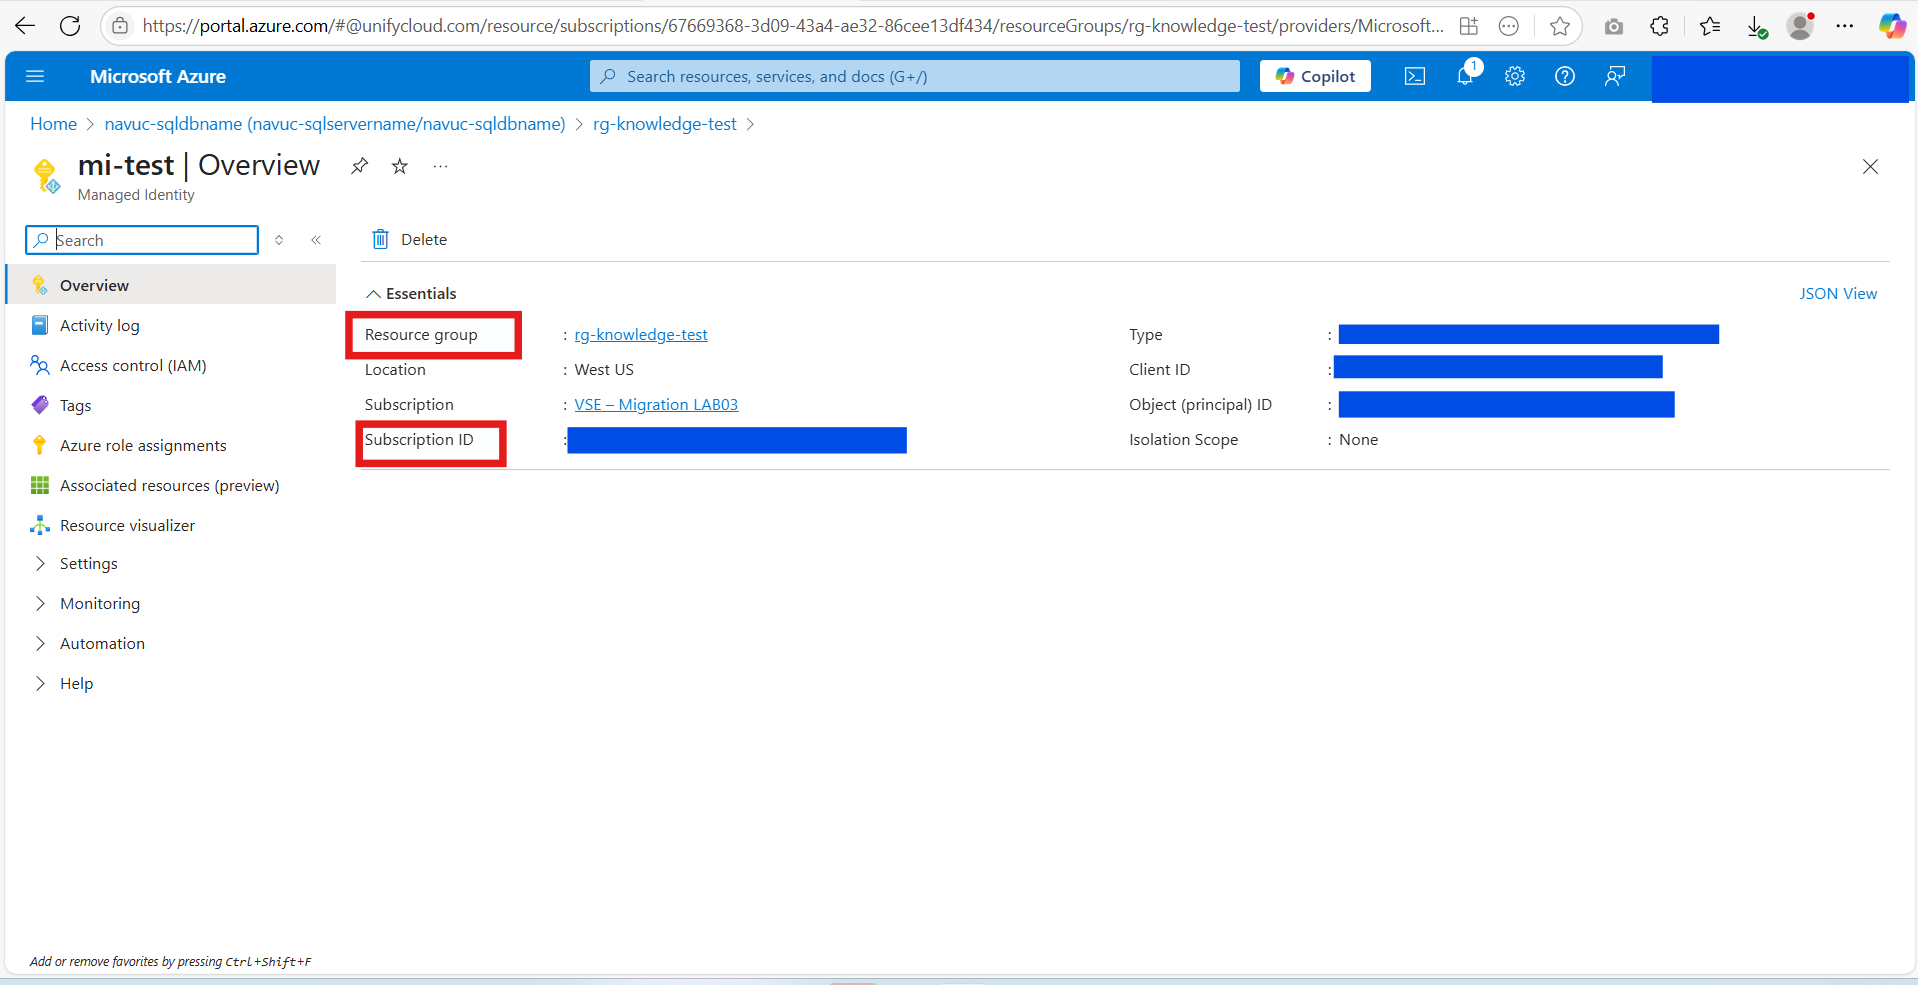 https://portal.azure.com/#@unifycloud.com/resource/subscriptions/67669368-3d09-43a4-ae32-86cee13df434/resourceGroups/rg-knowledge-test/providers/Microsoft...
Microsoft Azure
Search resources, services, and docs (G+/)
Copilot
1
Home > navuc-sqldbname (navuc-sqlservername/navuc-sqldbname) > rg-knowledge-test >
mi-test | Overview
Managed Identity
Search
Delete
Overview
Activity log
Access control (IAM)
Tags
Azure role assignments
Associated resources (preview)
Resource visualizer
Settings
Monitoring
Automation
Help
Essentials
JSON View
Resource group : rg-knowledge-test
Location : West US
Subscription : VSE – Migration LAB03
Subscription ID :
Type :
Client ID :
Object (principal) ID :
Isolation Scope : None
Add or remove favorites by pressing Ctrl+Shift+F